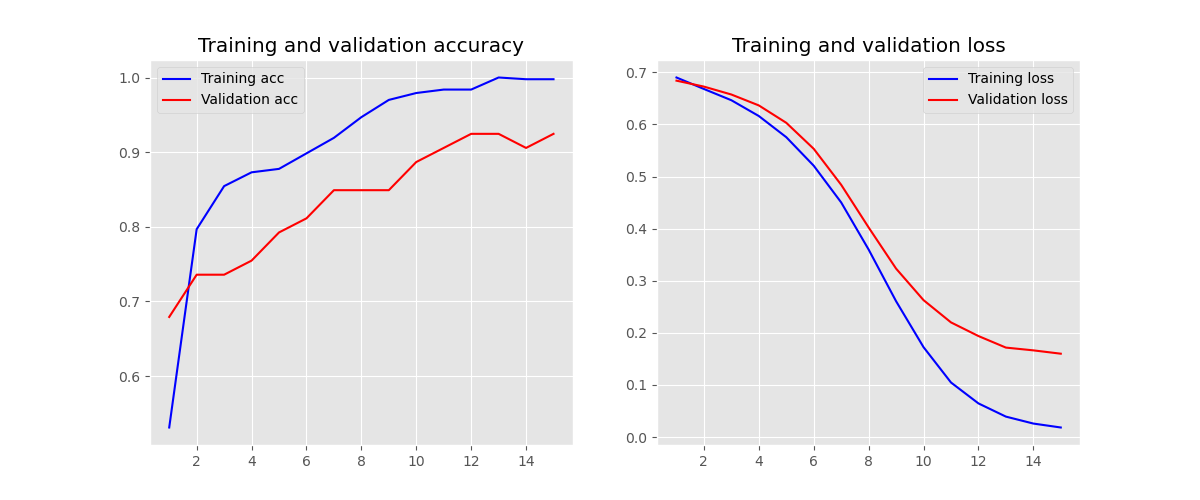 Training and validation accuracy
1.0
0.9
0.8
0.7
0.6
Training acc
Validation acc
2 4 6 8 10 12 14
Training and validation loss
0.7
0.6
0.5
0.4
0.3
0.2
0.1
0.0
Training loss
Validation loss
2 4 6 8 10 12 14